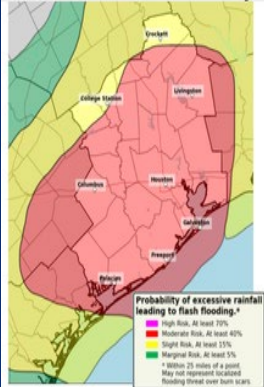 Crockett
Livingston
College Station
Columbus
Houston
Galveston
Freeport
Palacios
Probability of excessive rainfall
leading to flash flooding.*
High Risk, At least 70%
Moderate Risk, At least 40%
Slight Risk, At least 15%
Marginal Risk, At least 5%
* Within 25 miles of a point.
May not represent localized
flooding threat over burn scars.